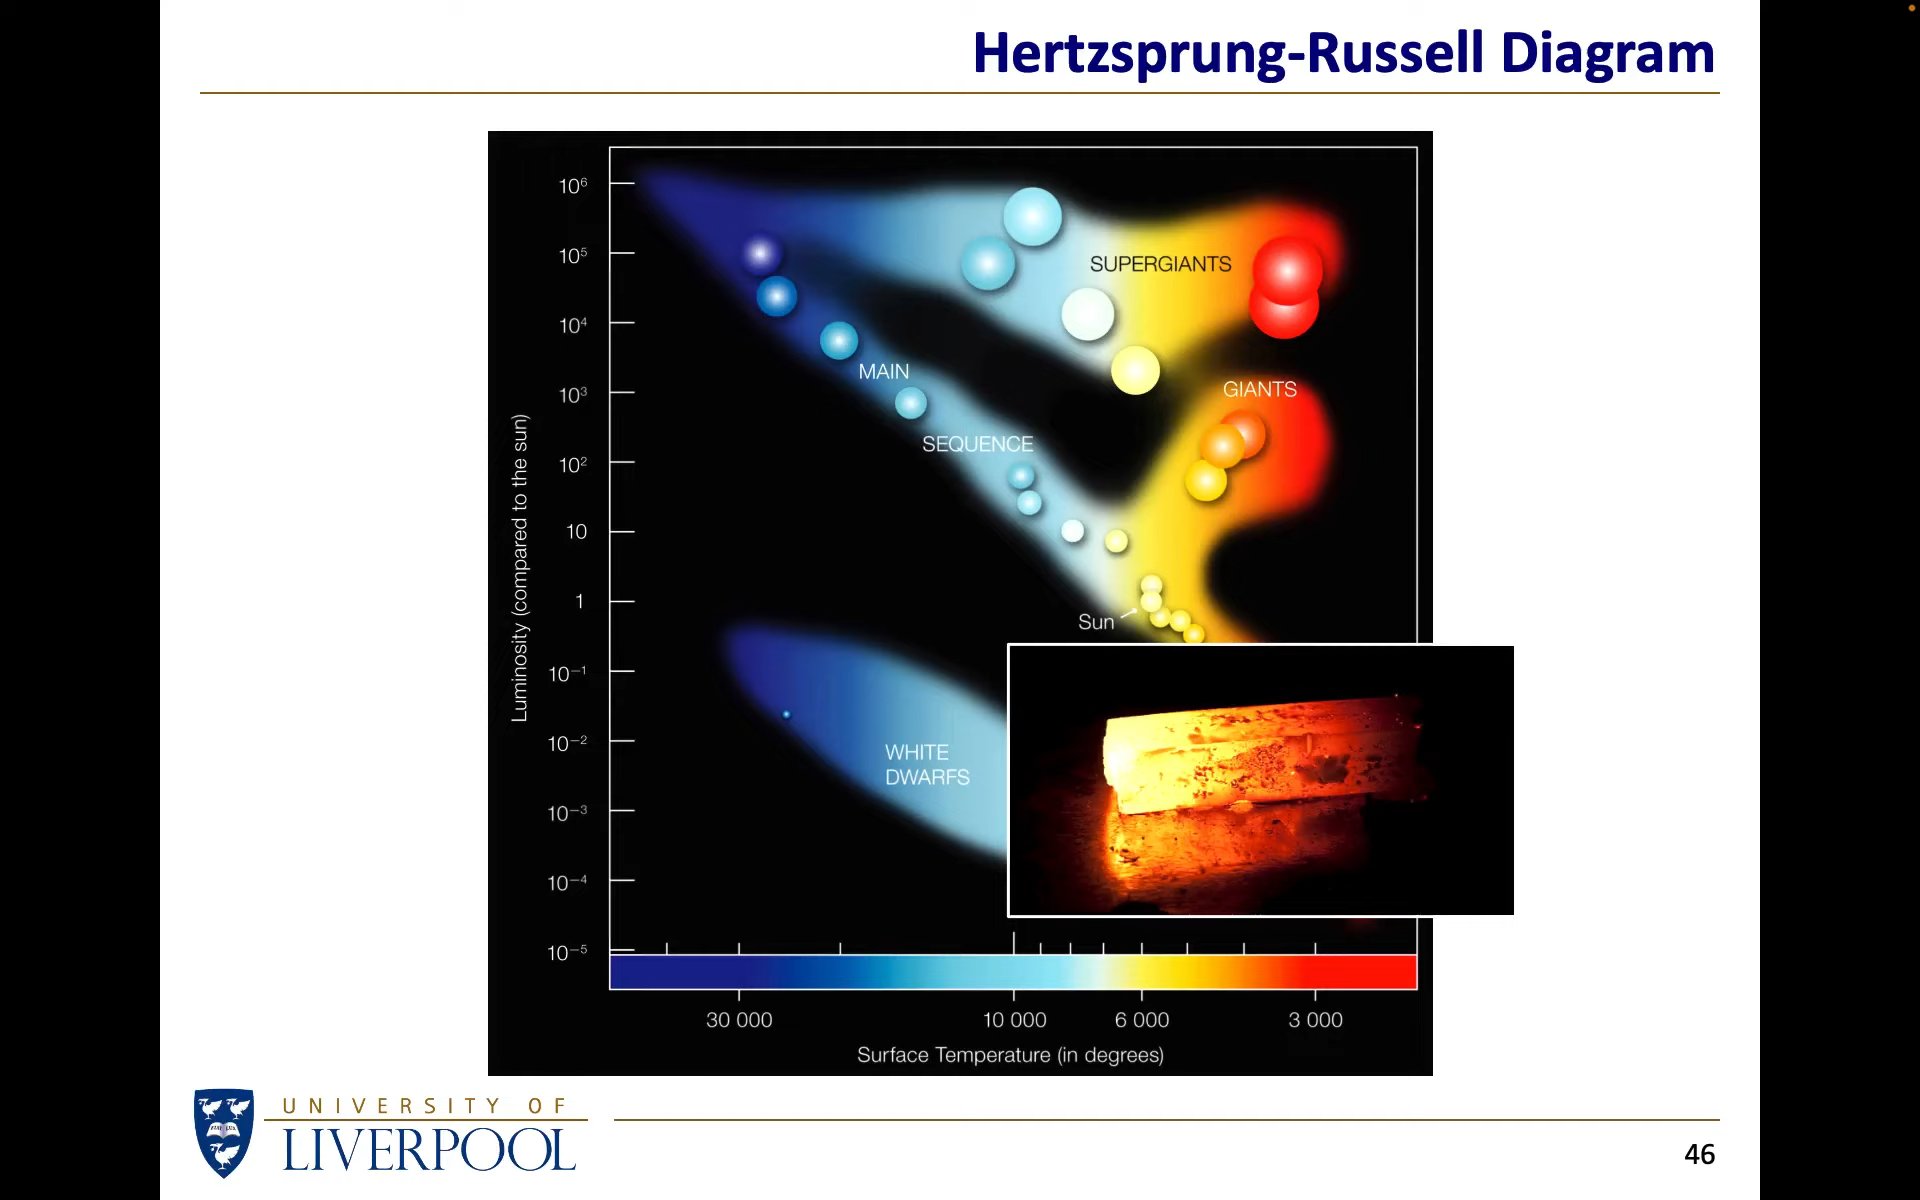 Hertzsprung-Russell Diagram
10⁶
10⁵
10⁴
10³
10²
10
1
10⁻¹
10⁻²
10⁻³
10⁻⁴
10⁻⁵
Luminosity (compared to the sun)
SUPERGIANTS
MAIN
GIANTS
SEQUENCE
Sun
WHITE
DWARFS
30 000 10 000 6 000 3 000
Surface Temperature (in degrees)
UNIVERSITY OF
LIVERPOOL
FIAT LUX
46